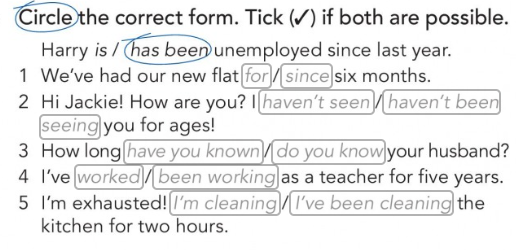 Circle the correct form. Tick (✓) if both are possible.
Harry is / has been unemployed since last year.
1 We've had our new flat for / since six months.
2 Hi Jackie! How are you? I haven't seen / haven't been
seeing you for ages!
3 How long have you known / do you know your husband?
4 I've worked / been working as a teacher for five years.
5 I'm exhausted! I'm cleaning / I've been cleaning the
kitchen for two hours.